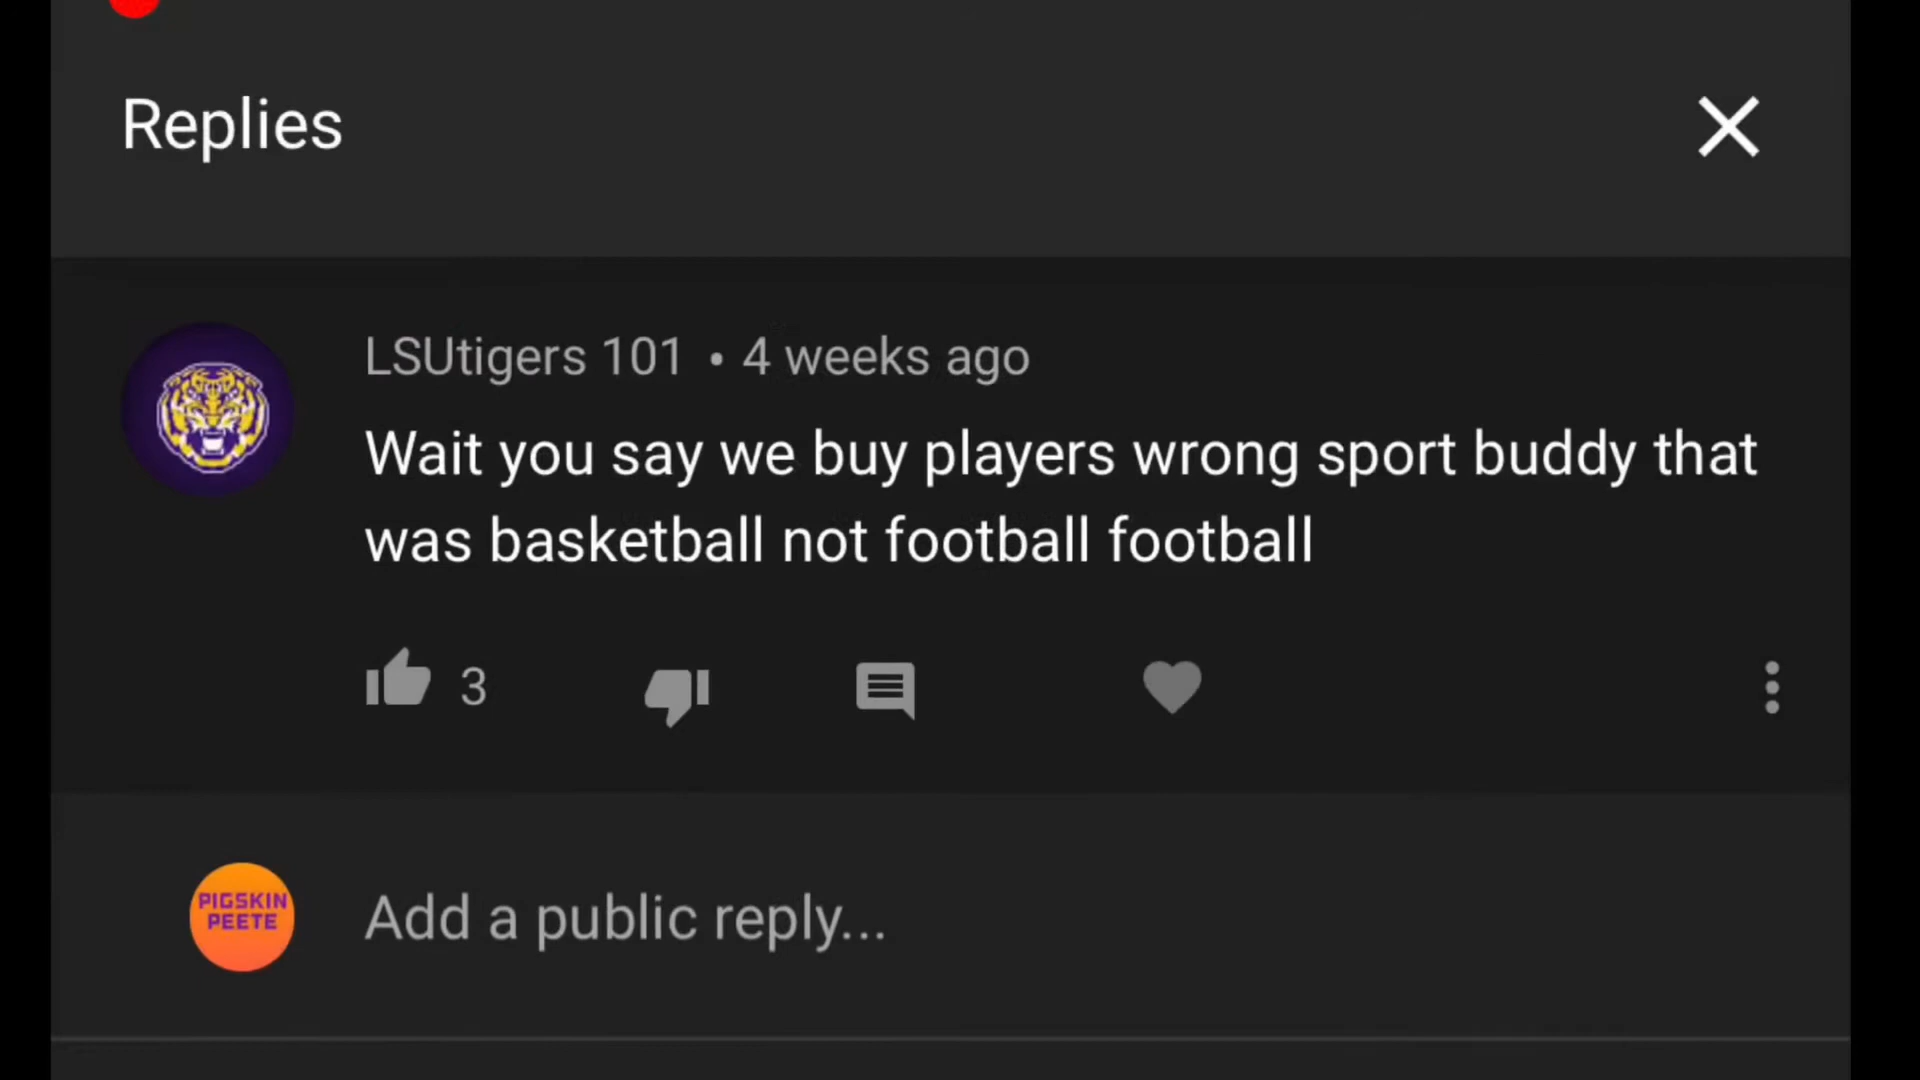 Replies
LSUtigers 101 • 4 weeks ago
Wait you say we buy players wrong sport buddy that
was basketball not football football
3
PIGSKIN
PEETE
Add a public reply...